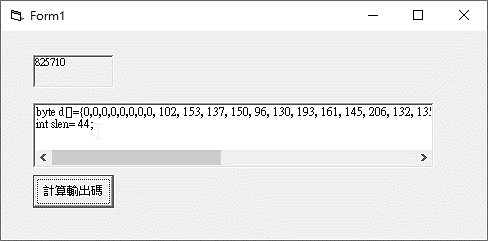 Form1
825710
byte d[]={0,0,0,0,0,0,0,0, 102, 153, 137, 150, 96, 130, 193, 161, 145, 206, 132, 135
int slen= 44;
計算輸出碼